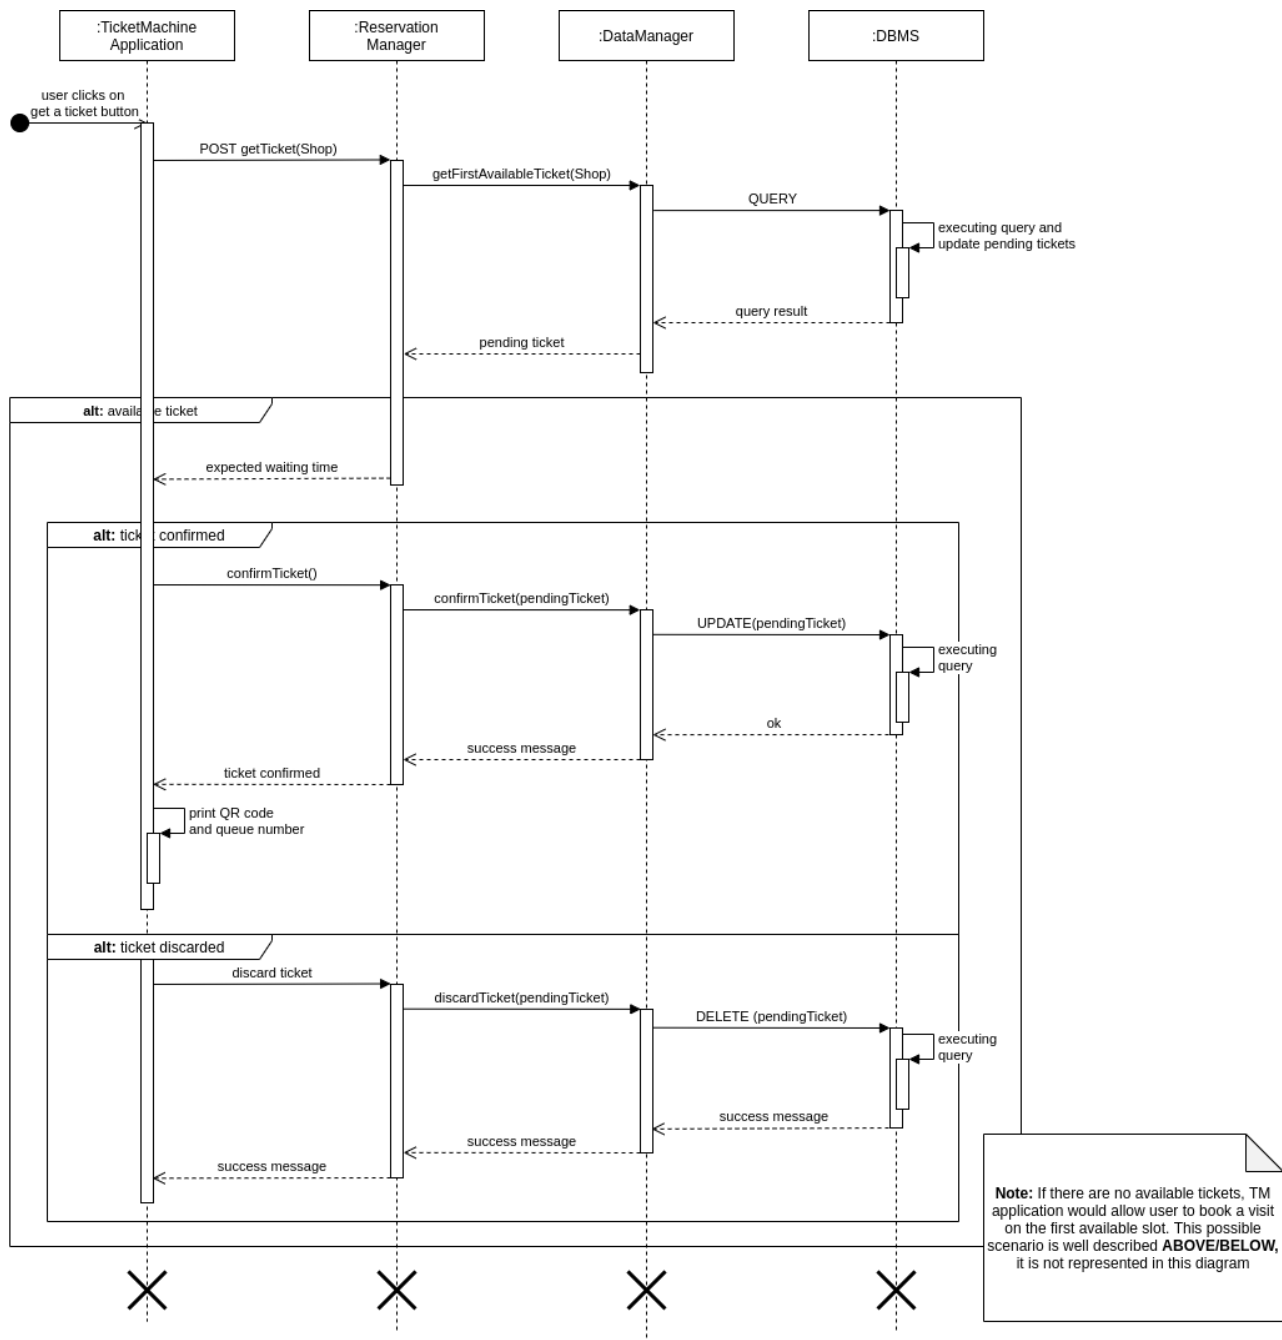 :TicketMachine
Application
:Reservation
Manager
:DataManager
:DBMS
user clicks on
get a ticket button
POST getTicket(Shop)
getFirstAvailableTicket(Shop)
QUERY
executing query and
update pending tickets
query result
pending ticket
alt: available ticket
expected waiting time
alt: ticket confirmed
confirmTicket()
confirmTicket(pendingTicket)
UPDATE(pendingTicket)
executing
query
ok
success message
ticket confirmed
print QR code
and queue number
alt: ticket discarded
discard ticket
discardTicket(pendingTicket)
DELETE (pendingTicket)
executing
query
success message
success message
success message
Note: If there are no available tickets, TM
application would allow user to book a visit
on the first available slot. This possible
scenario is well described ABOVE/BELOW,
it is not represented in this diagram